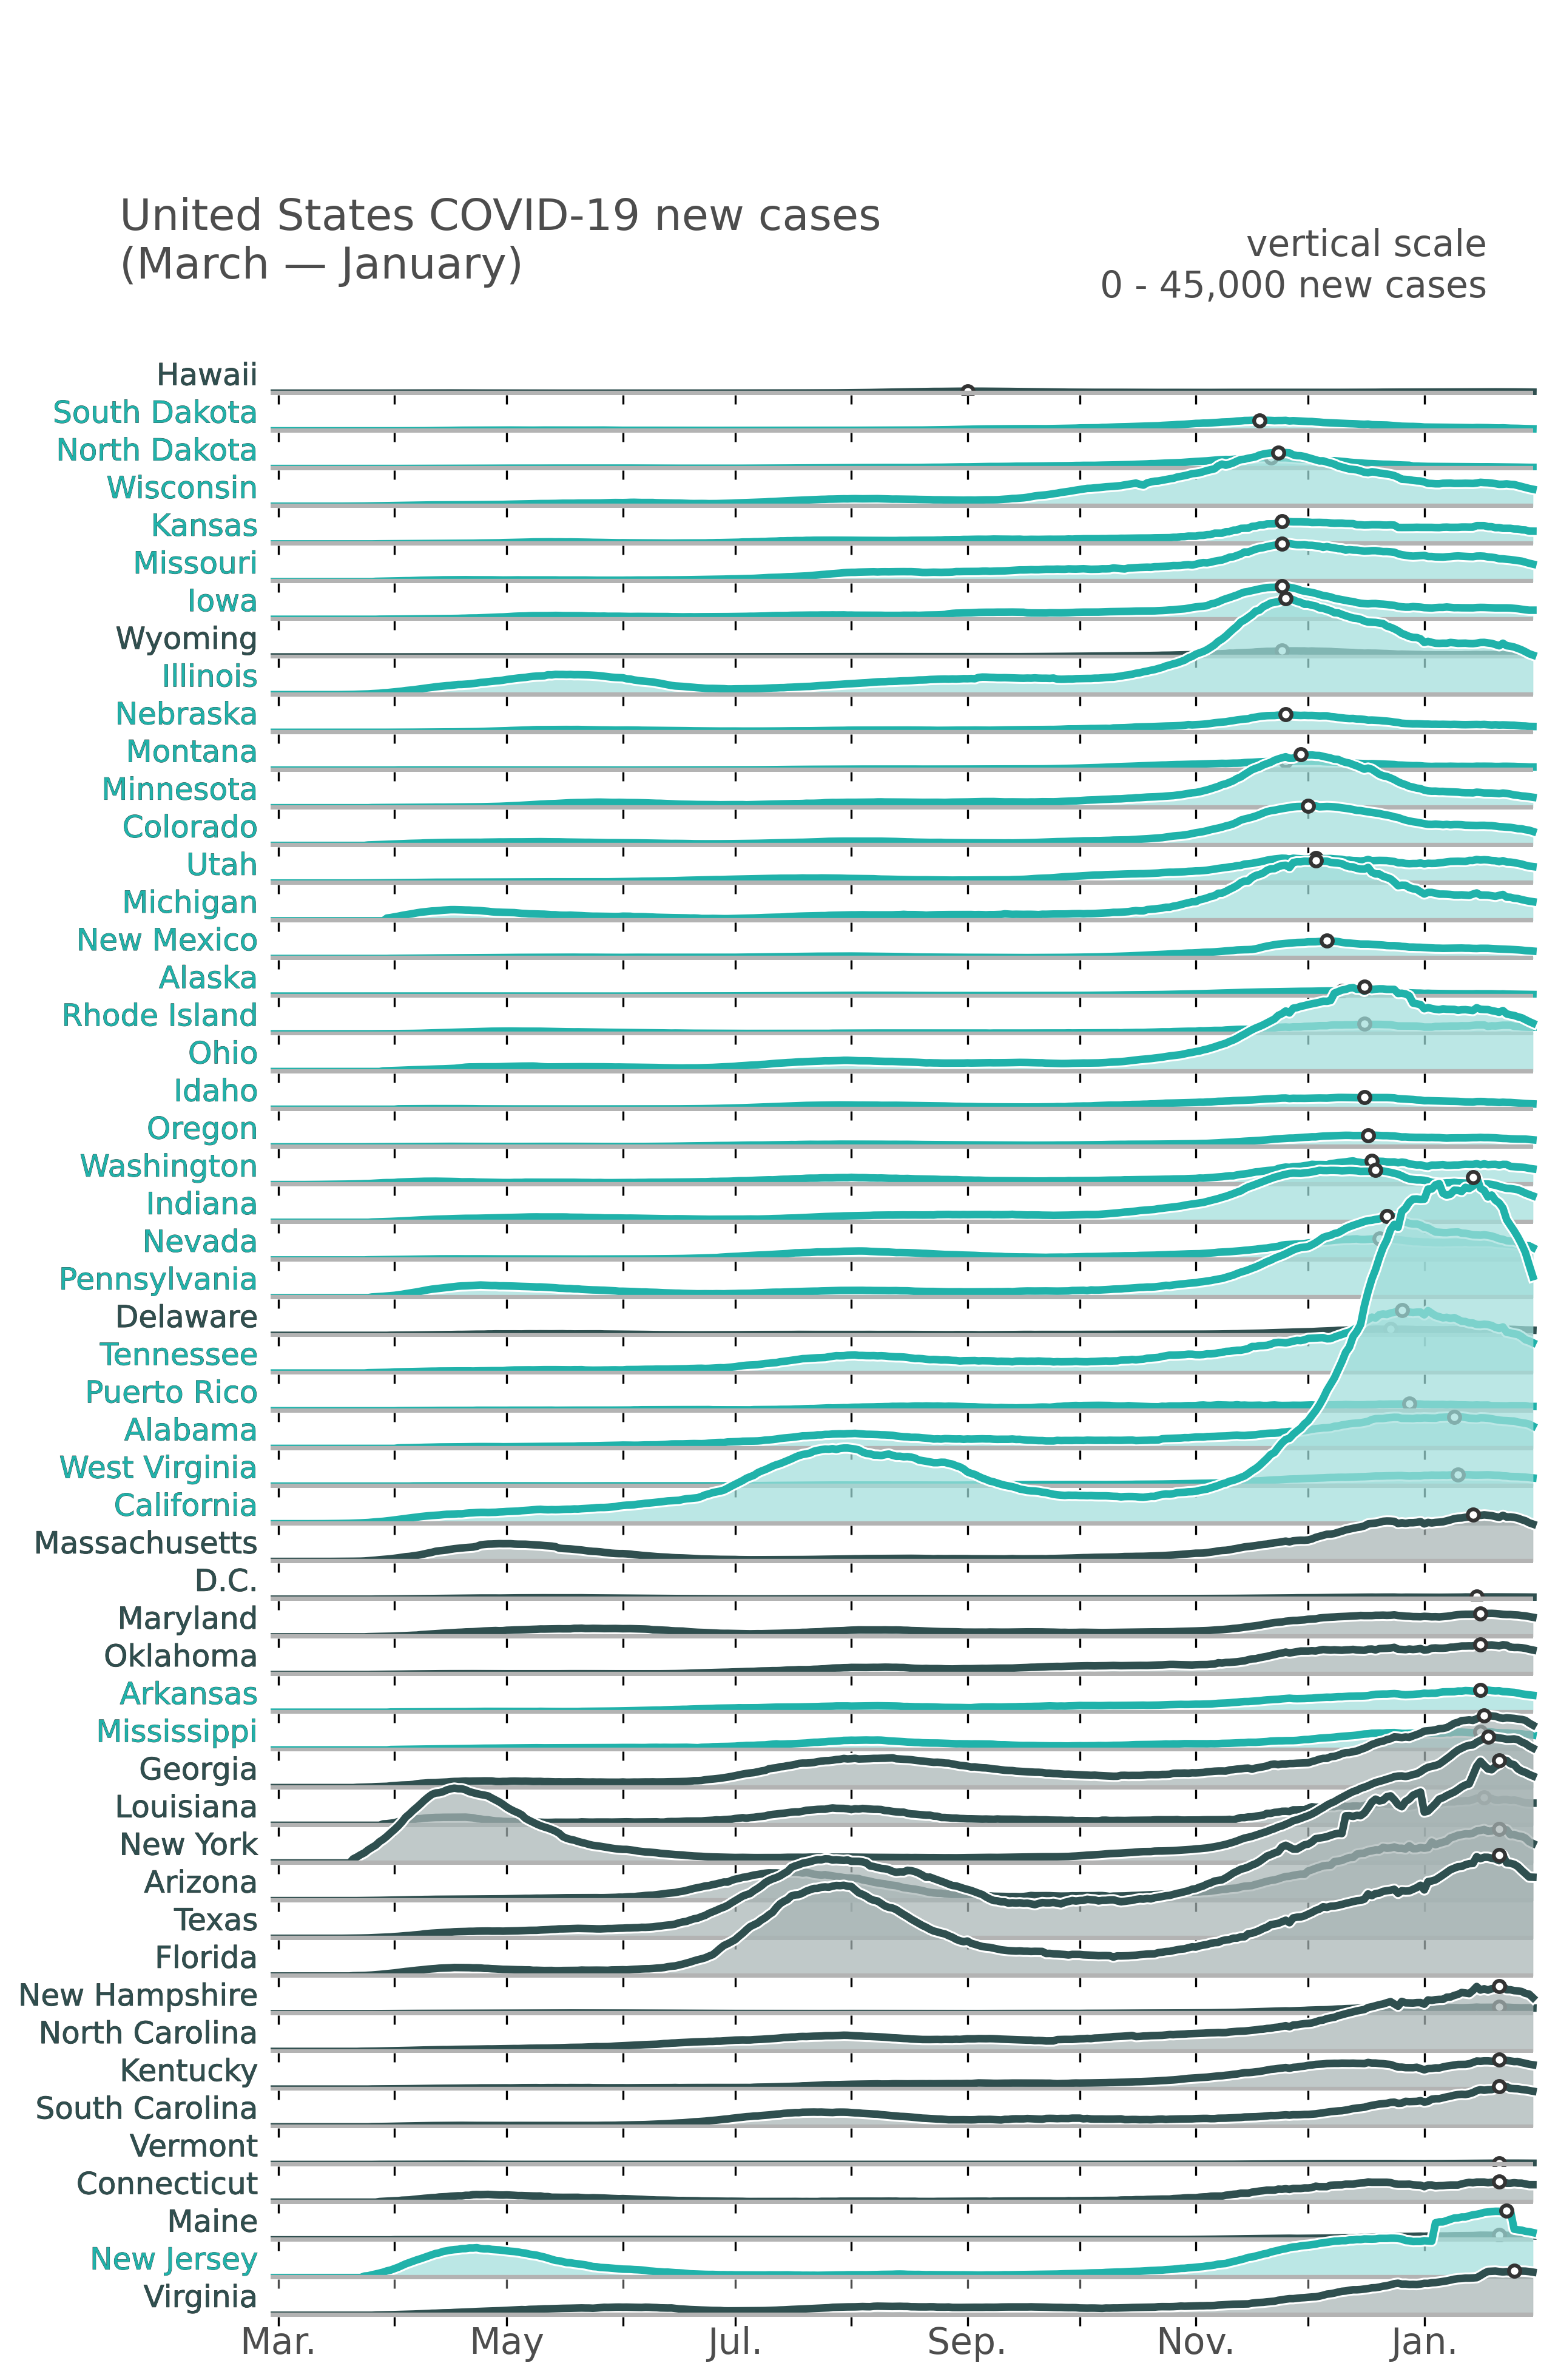 United States COVID-19 new cases
(March — January)
vertical scale
0 - 45,000 new cases
Hawaii
South Dakota
North Dakota
Wisconsin
Kansas
Missouri
Iowa
Wyoming
Illinois
Nebraska
Montana
Minnesota
Colorado
Utah
Michigan
New Mexico
Alaska
Rhode Island
Ohio
Idaho
Oregon
Washington
Indiana
Nevada
Pennsylvania
Delaware
Tennessee
Puerto Rico
Alabama
West Virginia
California
Massachusetts
D.C.
Maryland
Oklahoma
Arkansas
Mississippi
Georgia
Louisiana
New York
Arizona
Texas
Florida
New Hampshire
North Carolina
Kentucky
South Carolina
Vermont
Connecticut
Maine
New Jersey
Virginia
Mar. May Jul. Sep. Nov. Jan.